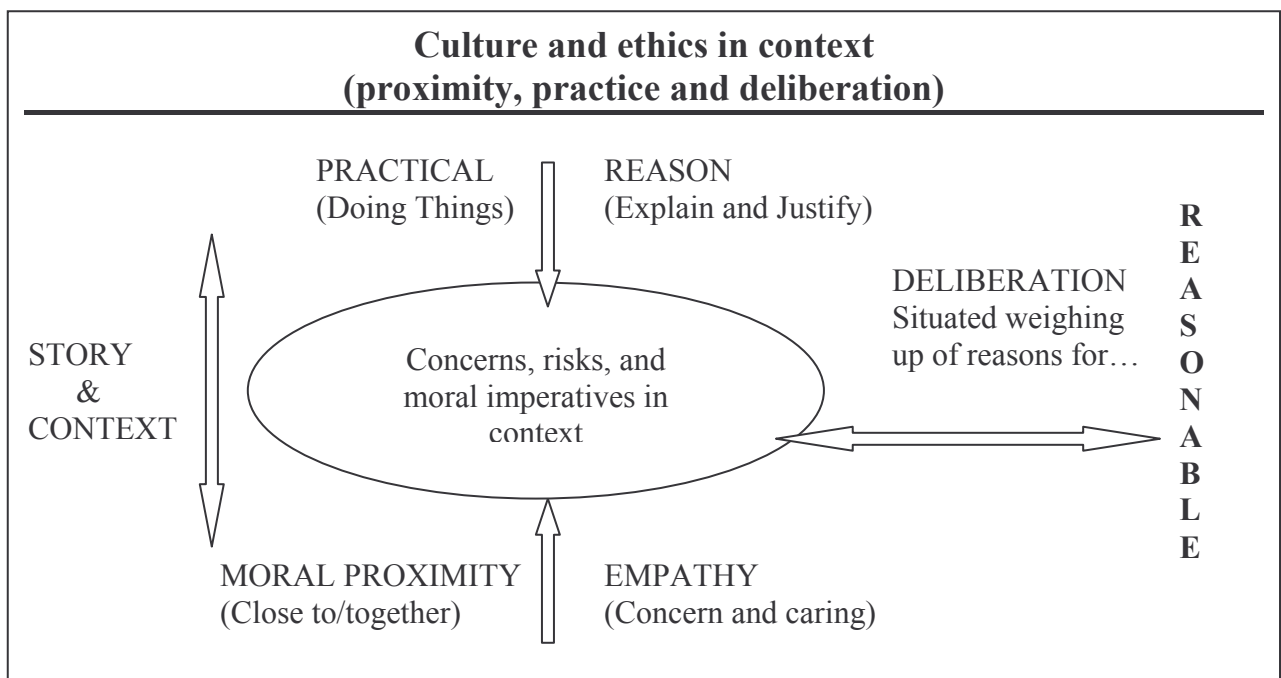 Culture and ethics in context
(proximity, practice and deliberation)
PRACTICAL
(Doing Things)
REASON
(Explain and Justify)
STORY
&
CONTEXT
Concerns, risks, and
moral imperatives in
context
DELIBERATION
Situated weighing
up of reasons for…
R
E
A
S
O
N
A
B
L
E
MORAL PROXIMITY
(Close to/together)
EMPATHY
(Concern and caring)